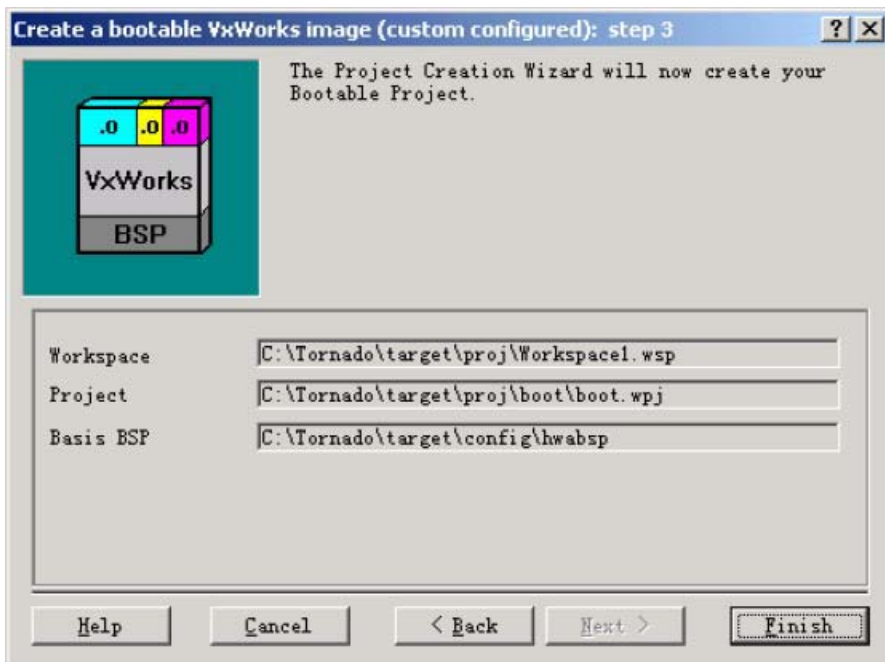 Create a bootable VxWorks image (custom configured): step 3
The Project Creation Wizard will now create your
Bootable Project.
.0 .0 .0
VxWorks
BSP
Workspace C:\Tornado\target\proj\Workspace1.wsp
Project C:\Tornado\target\proj\boot\boot.wpj
Basis BSP C:\Tornado\target\config\hwabsp
Help Cancel < Back Next > Finish